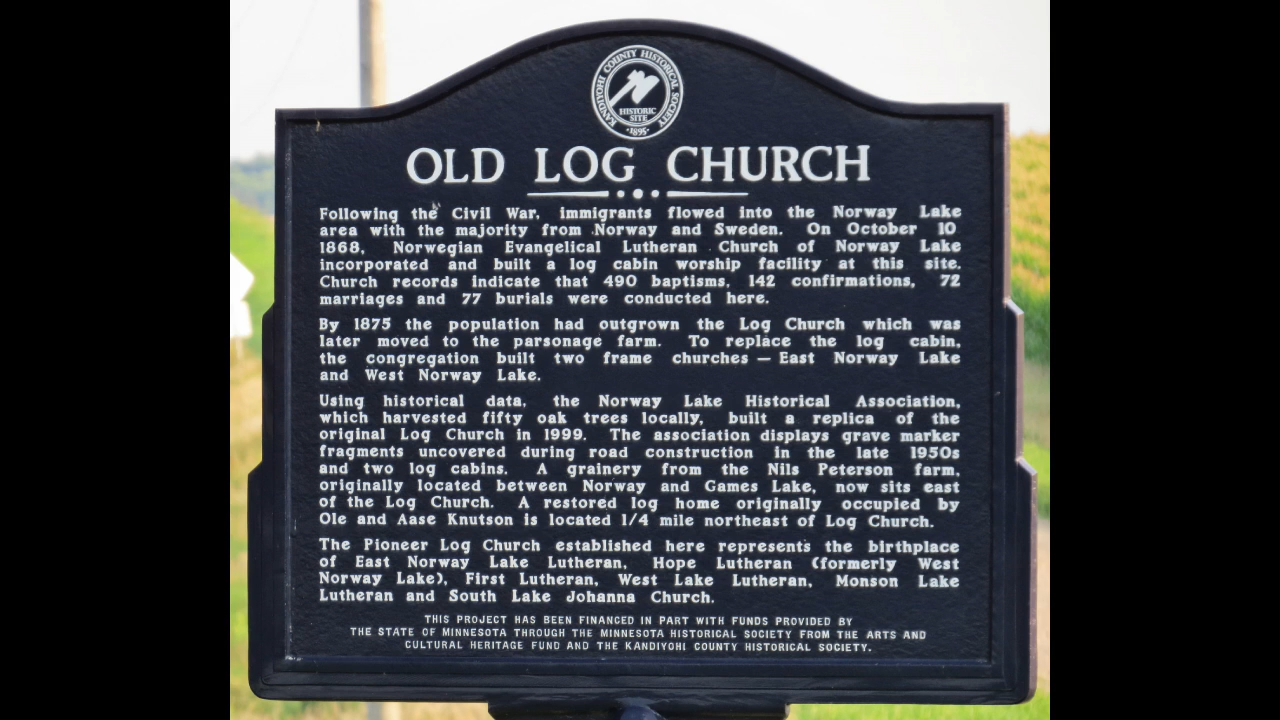 KANDIYOHI COUNTY HISTORICAL SOCIETY
HISTORIC
SITE
•1895•
OLD LOG CHURCH
Following the Civil War, immigrants flowed into the Norway Lake
area with the majority from Norway and Sweden. On October 10
1868, Norwegian Evangelical Lutheran Church of Norway Lake
incorporated and built a log cabin worship facility at this site.
Church records indicate that 490 baptisms, 142 confirmations, 72
marriages and 77 burials were conducted here.
By 1875 the population had outgrown the Log Church which was
later moved to the parsonage farm. To replace the log cabin,
the congregation built two frame churches — East Norway Lake
and West Norway Lake.
Using historical data, the Norway Lake Historical Association,
which harvested fifty oak trees locally, built a replica of the
original Log Church in 1999. The association displays grave marker
fragments uncovered during road construction in the late 1950s
and two log cabins. A grainery from the Nils Peterson farm,
originally located between Norway and Games Lake, now sits east
of the Log Church. A restored log home originally occupied by
Ole and Aase Knutson is located 1/4 mile northeast of Log Church.
The Pioneer Log Church established here represents the birthplace
of East Norway Lake Lutheran, Hope Lutheran (formerly West
Norway Lake), First Lutheran, West Lake Lutheran, Monson Lake
Lutheran and South Lake Johanna Church.
THIS PROJECT HAS BEEN FINANCED IN PART WITH FUNDS PROVIDED BY
THE STATE OF MINNESOTA THROUGH THE MINNESOTA HISTORICAL SOCIETY FROM THE ARTS AND
CULTURAL HERITAGE FUND AND THE KANDIYOHI COUNTY HISTORICAL SOCIETY.